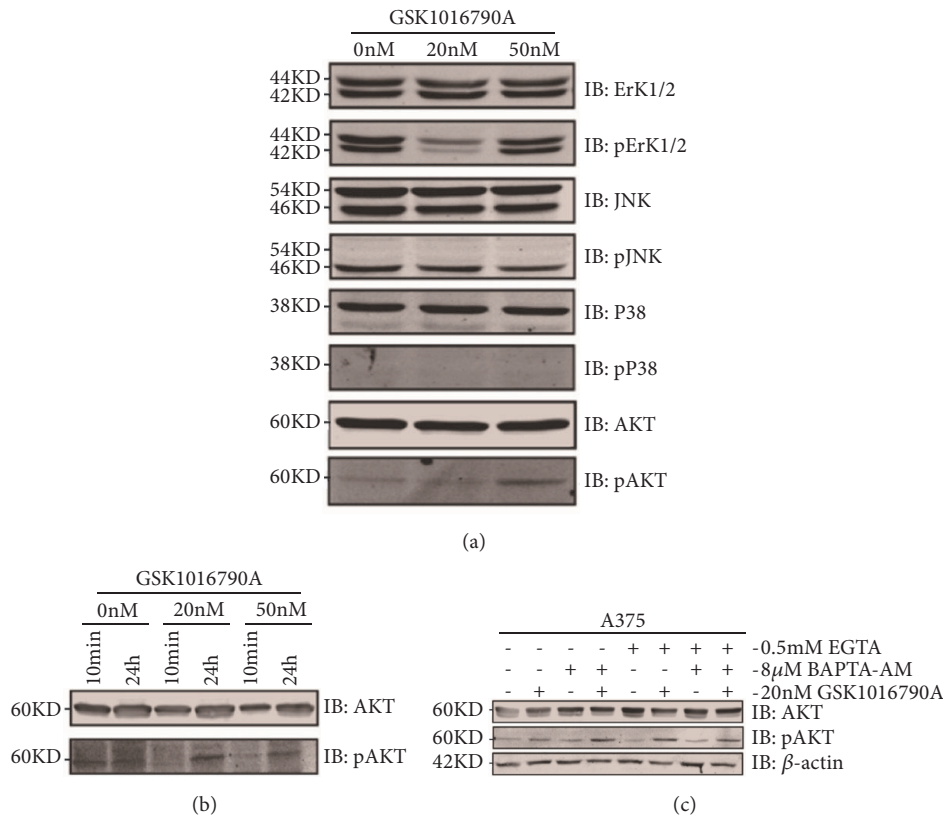 GSK1016790A
0nM 20nM 50nM
44KD
42KD
IB: ErK1/2
44KD
42KD
IB: pErK1/2
54KD
46KD
IB: JNK
54KD
46KD
IB: pJNK
38KD
IB: P38
38KD
IB: pP38
60KD
IB: AKT
60KD
IB: pAKT
(a)
GSK1016790A
0nM 20nM 50nM
10min 24h 10min 24h 10min 24h
60KD IB: AKT
60KD IB: pAKT
(b)
A375
- - - - + + + + -0.5mM EGTA
- - + + - - + + -8μM BAPTA-AM
- + - + - + - + -20nM GSK1016790A
60KD IB: AKT
60KD IB: pAKT
42KD IB: β-actin
(c)